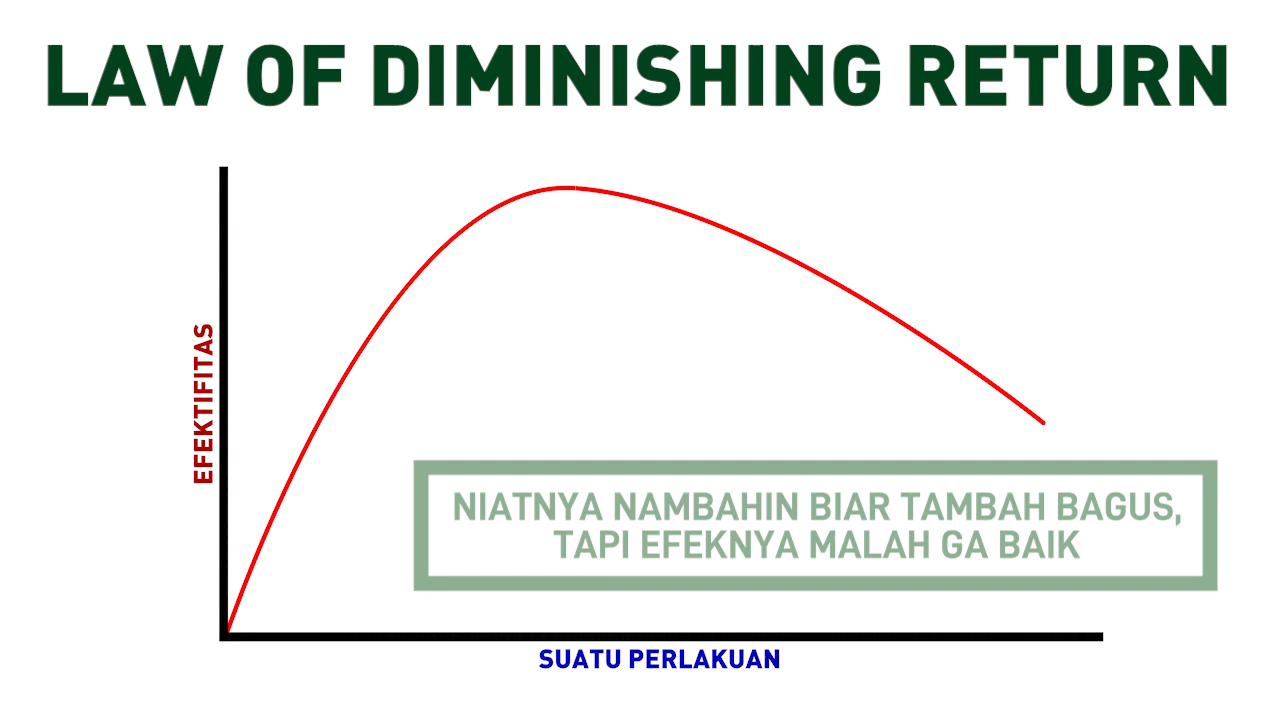 LAW OF DIMINISHING RETURN
EFEKTIFITAS
NIATNYA NAMBAHIN BIAR TAMBAH BAGUS,
TAPI EFEKNYA MALAH GA BAIK
SUATU PERLAKUAN